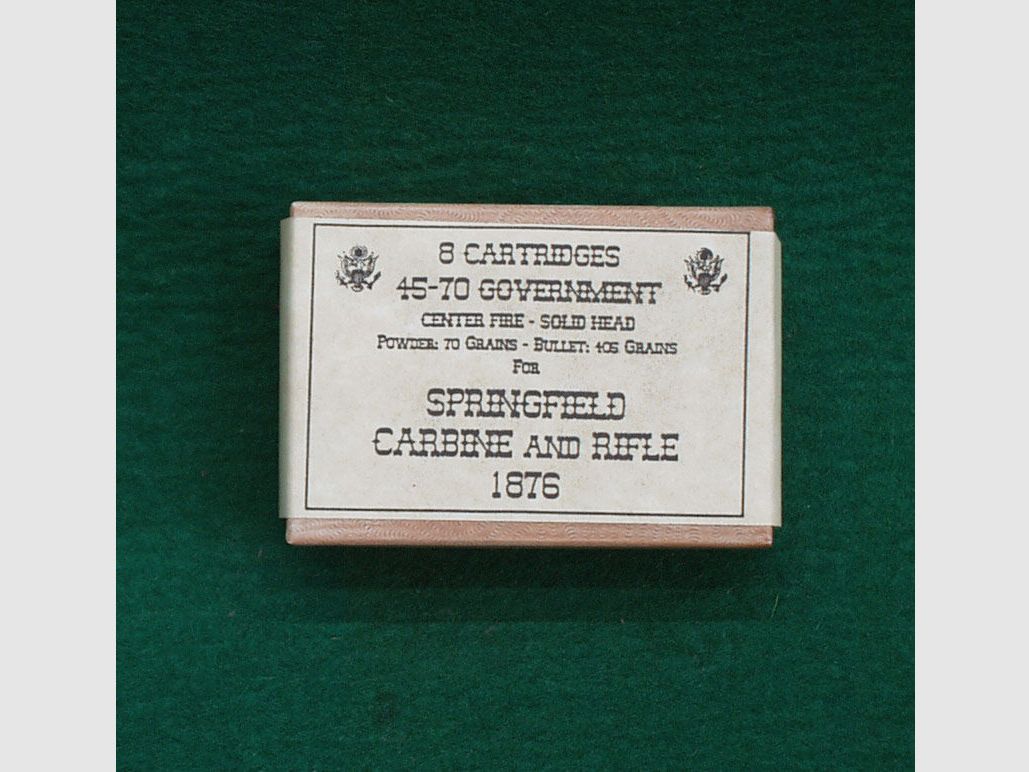 8 CARTRIDGES
45-70 GOVERNMENT
CENTER FIRE - SOLID HEAD
POWDER: 70 GRAINS - BULLET: 405 GRAINS
FOR
SPRINGFIELD
CARBINE AND RIFLE
1876